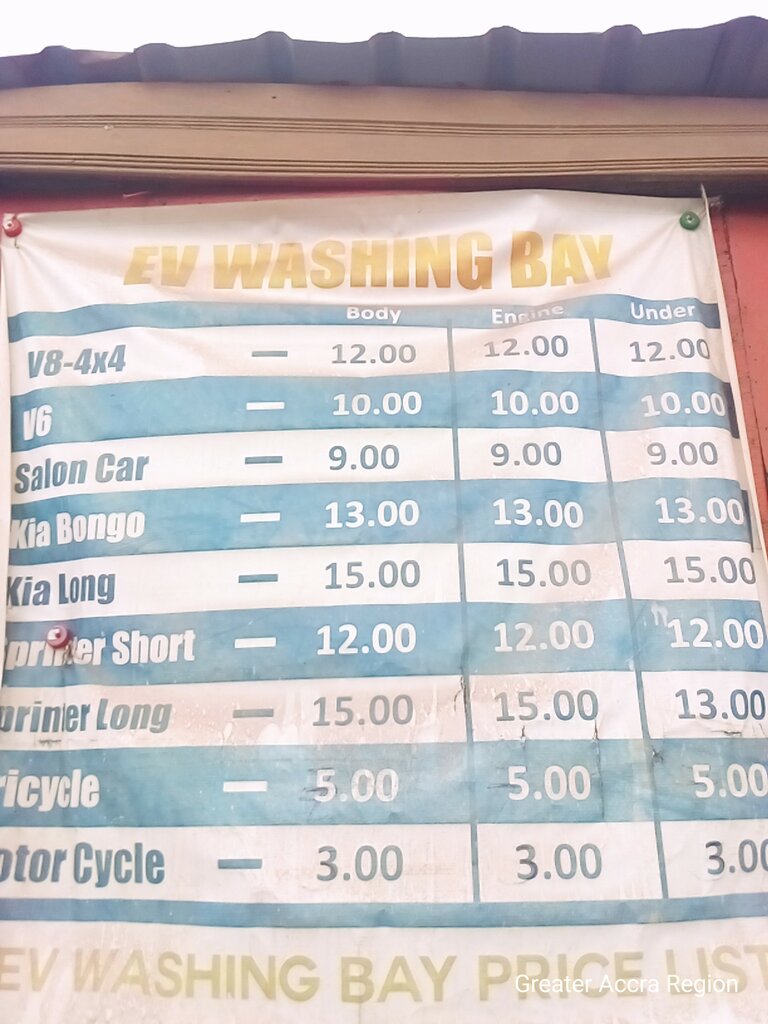 EV WASHING BAY
Body Engine Under
V8-4x4 — 12.00 12.00 12.00
V6 — 10.00 10.00 10.00
Salon Car — 9.00 9.00 9.00
Kia Bongo — 13.00 13.00 13.00
Kia Long — 15.00 15.00 15.00
printer Short — 12.00 12.00 12.00
printer Long — 15.00 15.00 13.00
ricycle — 5.00 5.00 5.00
otor Cycle — 3.00 3.00 3.00
EV WASHING BAY PRICE LIST
Greater Accra Region